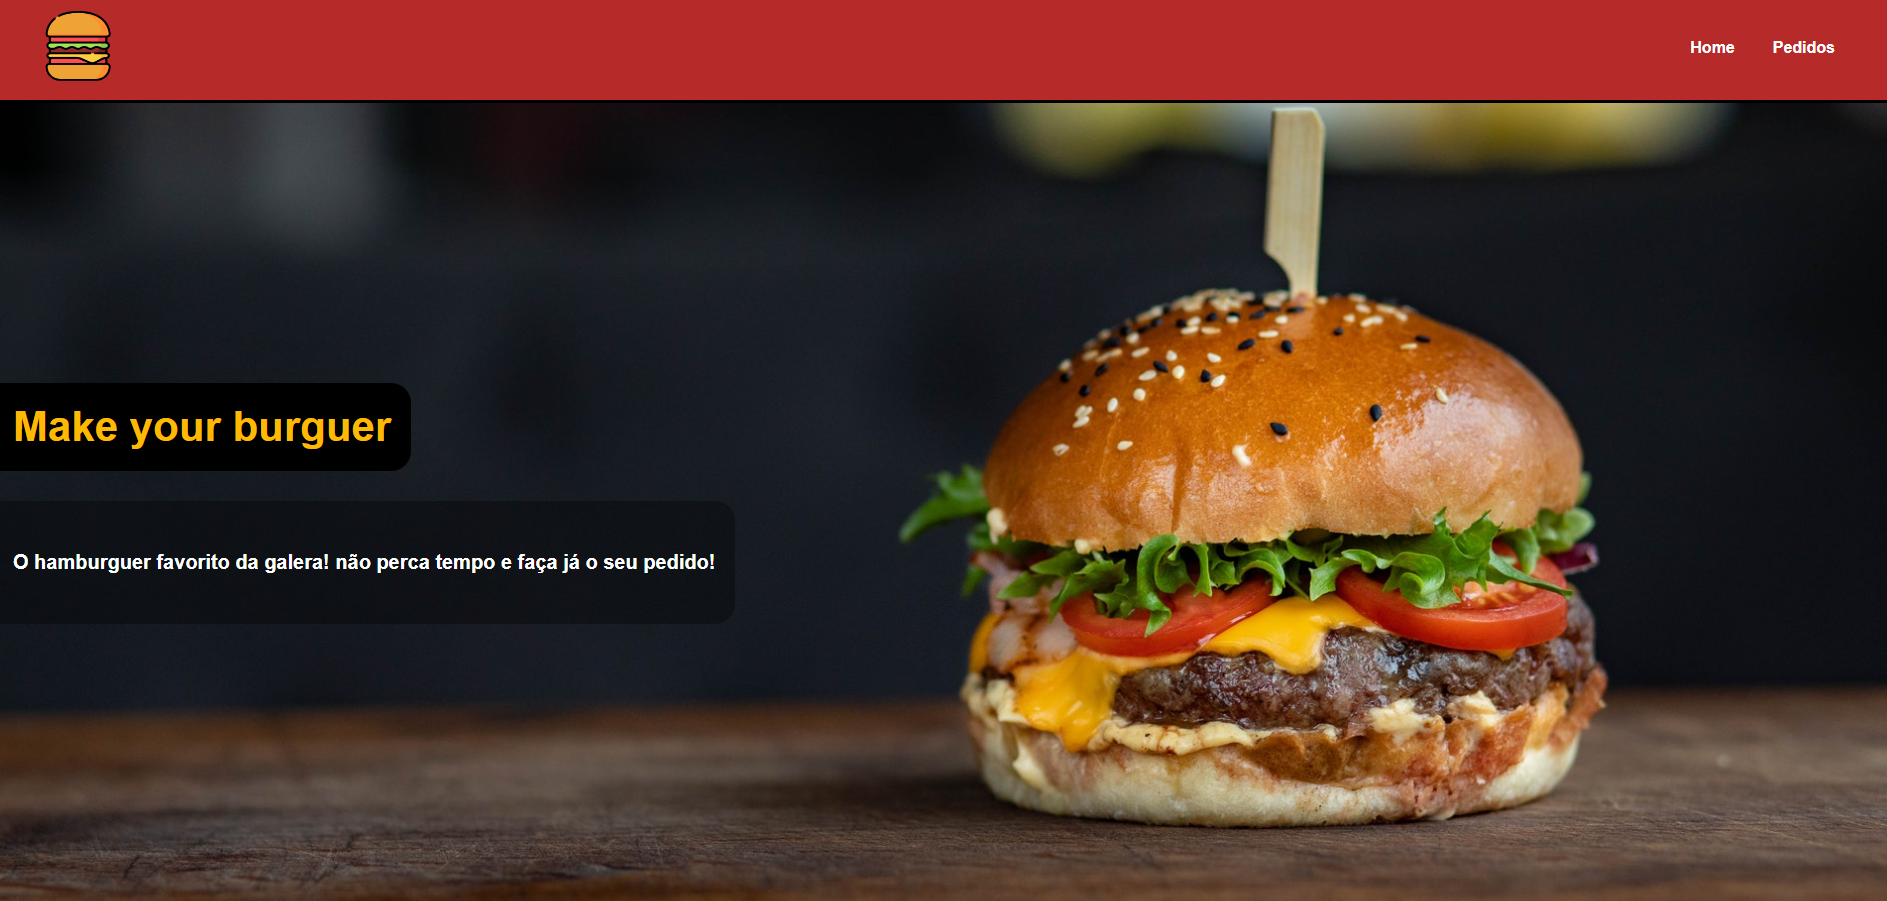 Home Pedidos
Make your burguer
O hamburguer favorito da galera! não perca tempo e faça já o seu pedido!